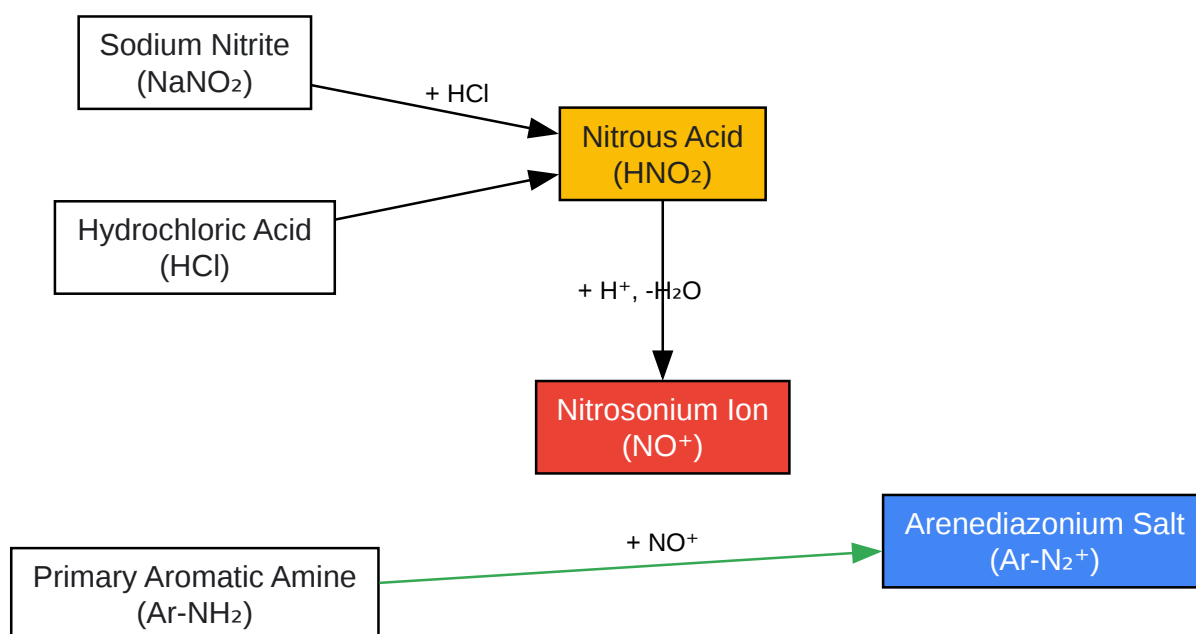 Sodium Nitrite
(NaNO₂)
+ HCl
Nitrous Acid
(HNO₂)
Hydrochloric Acid
(HCl)
+ H⁺, -H₂O
Nitrosonium Ion
(NO⁺)
Arenediazonium Salt
(Ar-N₂⁺)
+ NO⁺
Primary Aromatic Amine
(Ar-NH₂)